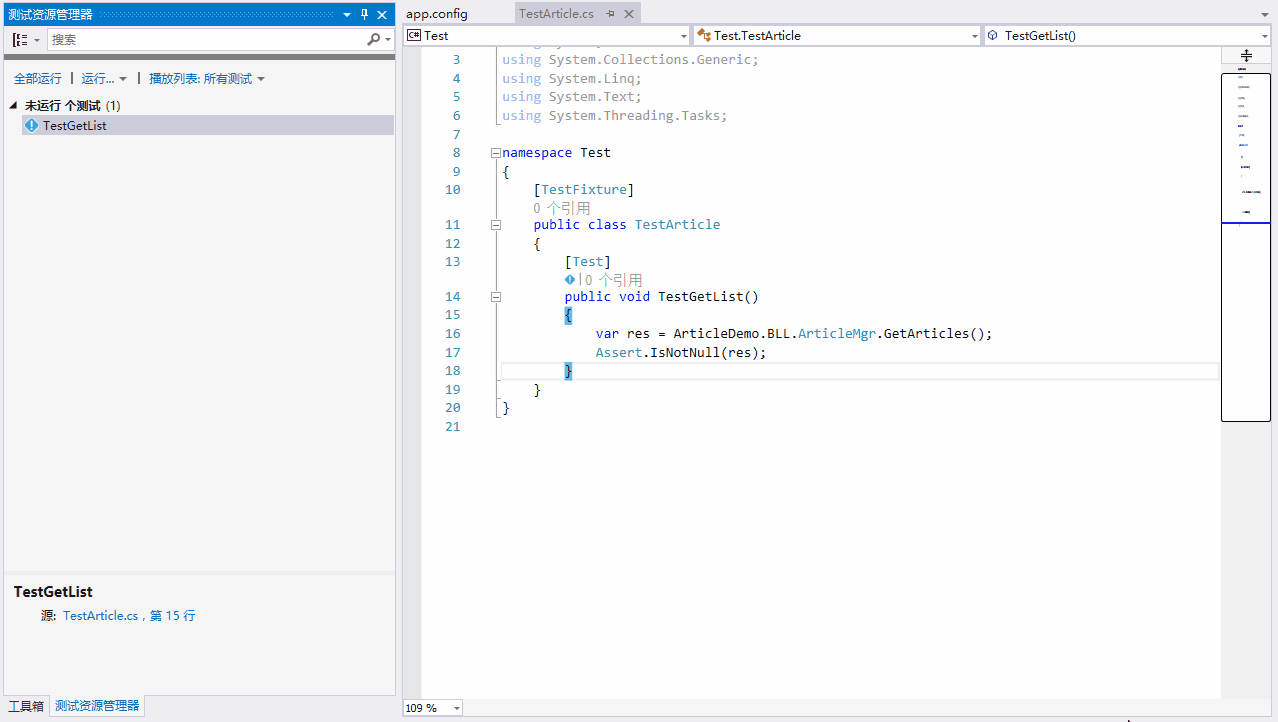 测试资源管理器
搜索
全部运行 | 运行... | 播放列表: 所有测试
未运行 个测试 (1)
TestGetList
TestGetList
源: TestArticle.cs , 第 15 行
工具箱 测试资源管理器
app.config TestArticle.cs
C# Test Test.TestArticle TestGetList()
3 using System.Collections.Generic;
4 using System.Linq;
5 using System.Text;
6 using System.Threading.Tasks;
7
8 namespace Test
9 {
10 [TestFixture]
0 个引用
11 public class TestArticle
12 {
13 [Test]
|0 个引用
14 public void TestGetList()
15 {
16 var res = ArticleDemo.BLL.ArticleMgr.GetArticles();
17 Assert.IsNotNull(res);
18 }
19 }
20 }
21
109 %